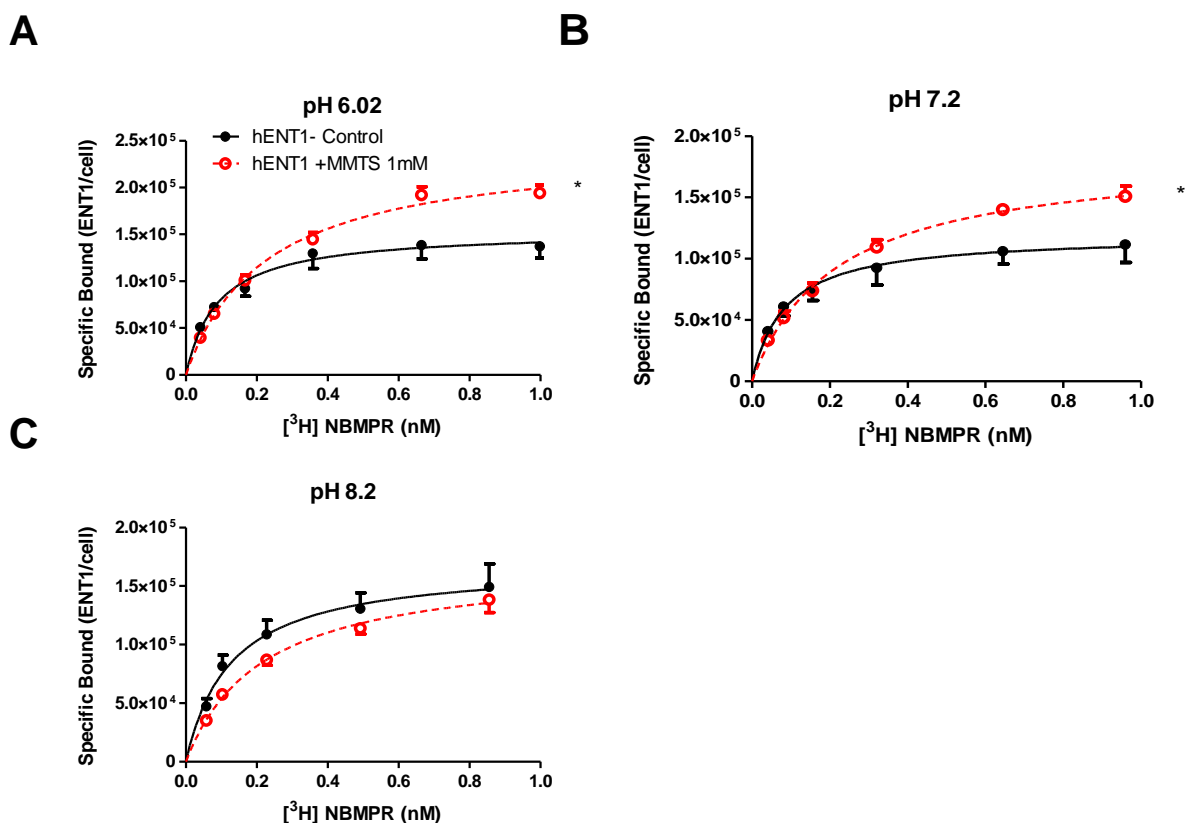 A
pH 6.02
hENT1- Control
hENT1 +MMTS 1mM
2.5×10⁵
2.0×10⁵
1.5×10⁵
1.0×10⁵
5.0×10⁴
0
*
Specific Bound (ENT1/cell)
0.0 0.2 0.4 0.6 0.8 1.0
[³H] NBMPR (nM)
B
pH 7.2
2.0×10⁵
1.5×10⁵
1.0×10⁵
5.0×10⁴
0
*
Specific Bound (ENT1/cell)
0.0 0.2 0.4 0.6 0.8 1.0
[³H] NBMPR (nM)
C
pH 8.2
2.0×10⁵
1.5×10⁵
1.0×10⁵
5.0×10⁴
0
Specific Bound (ENT1/cell)
0.0 0.2 0.4 0.6 0.8 1.0
[³H] NBMPR (nM)